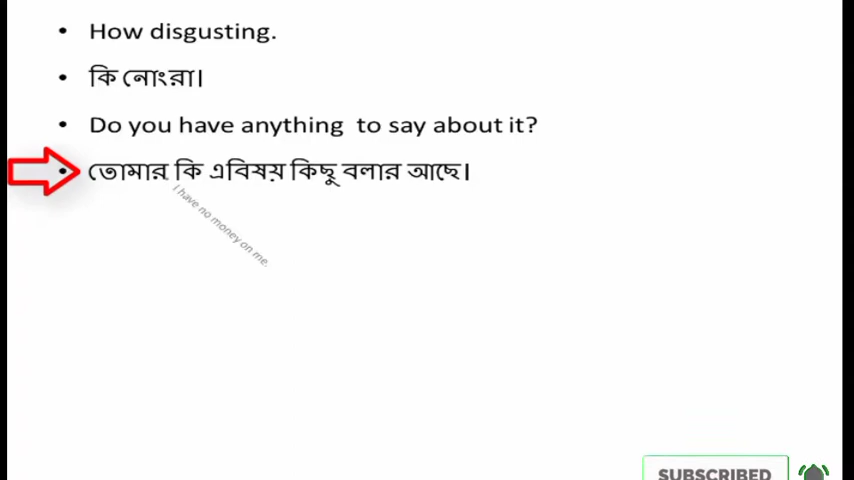 • How disgusting.
• কি নোংরা।
• Do you have anything to say about it?
• তোমার কি এবিষয় কিছু বলার আছে।
I have no money on me.
SUBSCRIBED